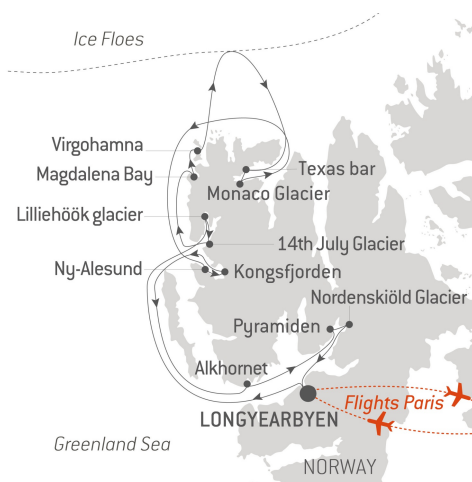 Ice Floes
Virgohamna
Magdalena Bay
Texas bar
Monaco Glacier
Lilliehöök glacier
14th July Glacier
Ny-Alesund
Kongsfjorden
Nordenskiöld Glacier
Pyramiden
Alkhornet
Flights Paris
LONGYEARBYEN
Greenland Sea
NORWAY